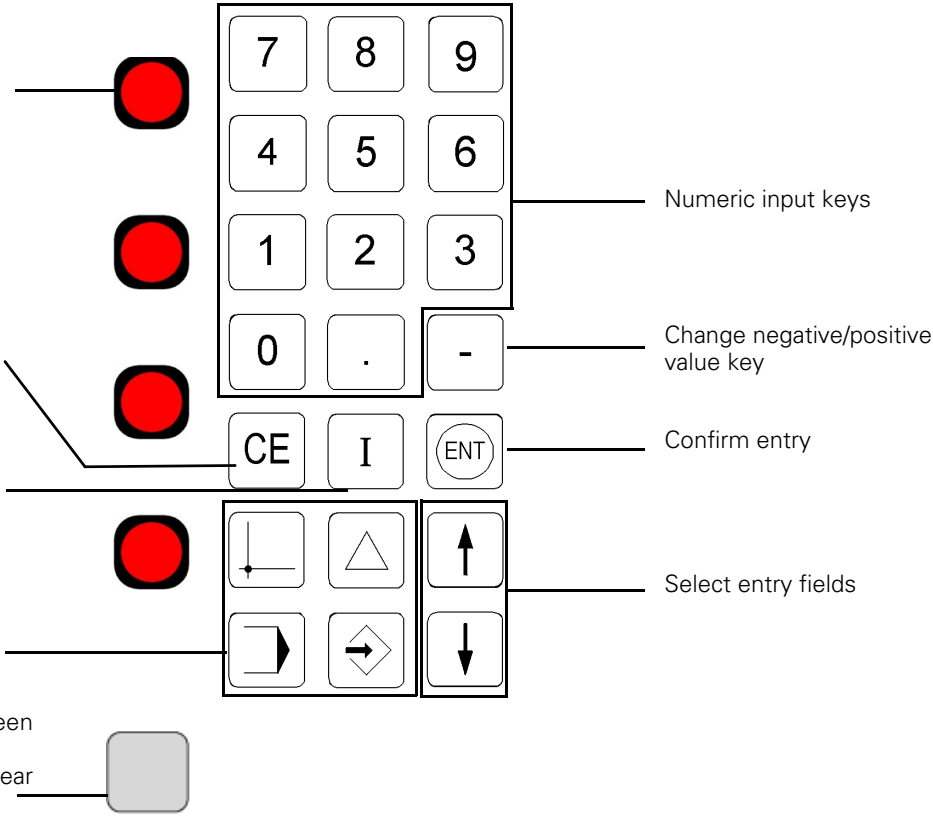 7 8 9
4 5 6
Numeric input keys
1 2 3
0 . -
Change negative/positive
value key
CE I ENT
Confirm entry
Select entry fields
een
ear